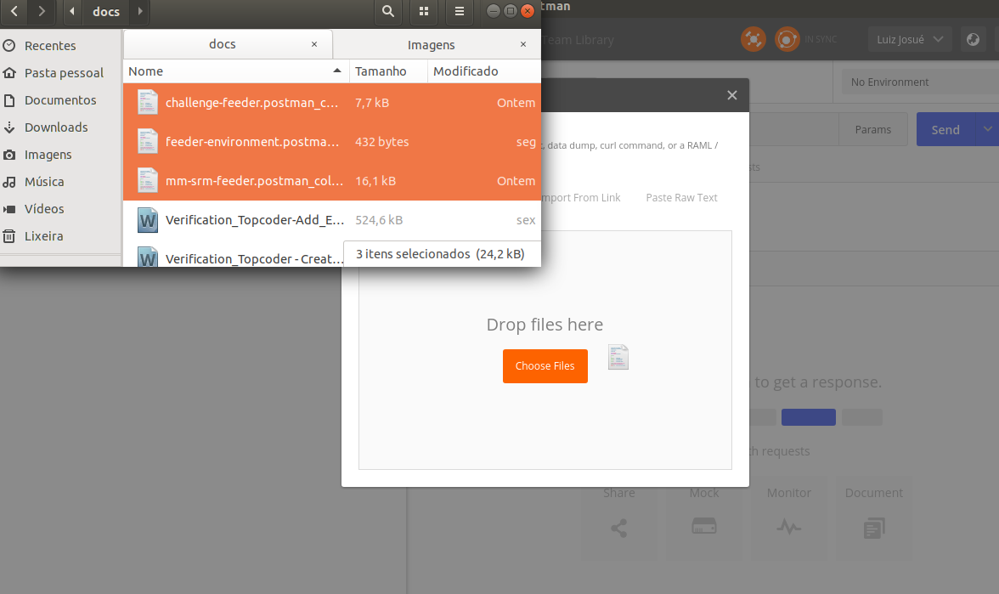 docs
tman
Recentes
Pasta pessoal
Documentos
Downloads
Imagens
Música
Vídeos
Lixeira
docs ×
Imagens ×
Nome Tamanho Modificado
challenge-feeder.postman_c... 7,7 kB Ontem
feeder-environment.postma... 432 bytes seg
mm-srm-feeder.postman_col... 16,1 kB Ontem
Verification_Topcoder-Add_E... 524,6 kB sex
Verification_Topcoder - Creat...
3 itens selecionados (24,2 kB)
Team Library
IN SYNC
Luiz Josué
No Environment
Params
Send
, data dump, curl command, or a RAML /
mport From Link
Paste Raw Text
Drop files here
Choose Files
to get a response.
th requests
Share
Mock
Monitor
Document